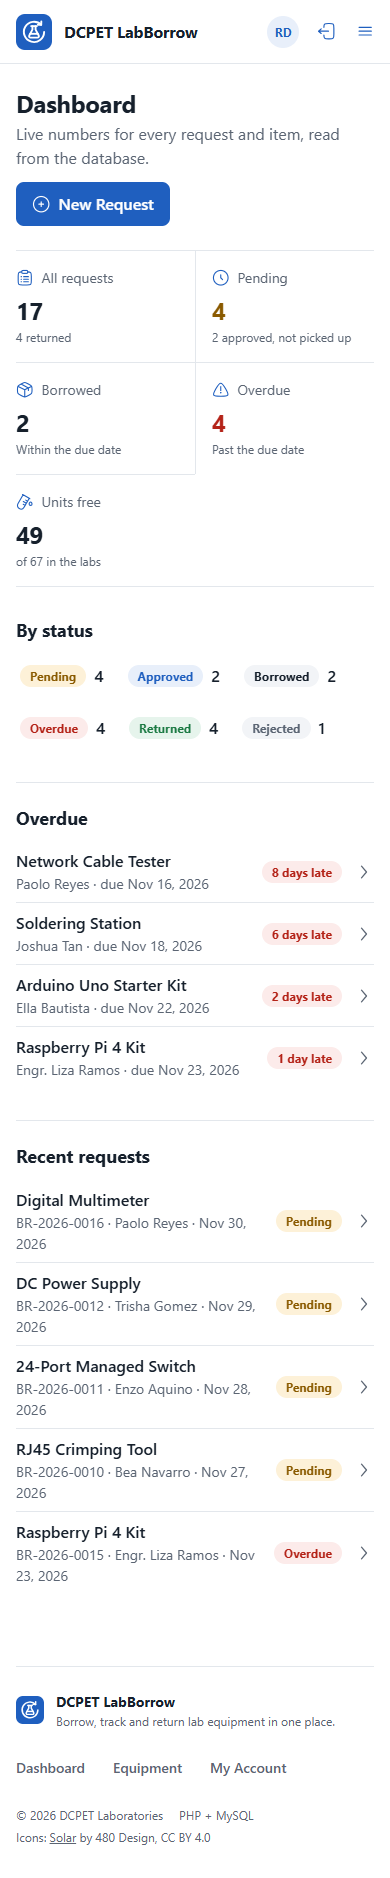 DCPET LabBorrow
RD
Dashboard
Live numbers for every request and item, read
from the database.
New Request
All requests
17
4 returned
Pending
4
2 approved, not picked up
Borrowed
2
Within the due date
Overdue
4
Past the due date
Units free
49
of 67 in the labs
By status
Pending 4 Approved 2 Borrowed 2
Overdue 4 Returned 4 Rejected 1
Overdue
Network Cable Tester
Paolo Reyes · due Nov 16, 2026
8 days late
Soldering Station
Joshua Tan · due Nov 18, 2026
6 days late
Arduino Uno Starter Kit
Ella Bautista · due Nov 22, 2026
2 days late
Raspberry Pi 4 Kit
Engr. Liza Ramos · due Nov 23, 2026
1 day late
Recent requests
Digital Multimeter
BR-2026-0016 · Paolo Reyes · Nov 30,
2026
Pending
DC Power Supply
BR-2026-0012 · Trisha Gomez · Nov 29,
2026
Pending
24-Port Managed Switch
BR-2026-0011 · Enzo Aquino · Nov 28,
2026
Pending
RJ45 Crimping Tool
BR-2026-0010 · Bea Navarro · Nov 27,
2026
Pending
Raspberry Pi 4 Kit
BR-2026-0015 · Engr. Liza Ramos · Nov
23, 2026
Overdue
DCPET LabBorrow
Borrow, track and return lab equipment in one place.
Dashboard Equipment My Account
© 2026 DCPET Laboratories PHP + MySQL
Icons: Solar by 480 Design, CC BY 4.0